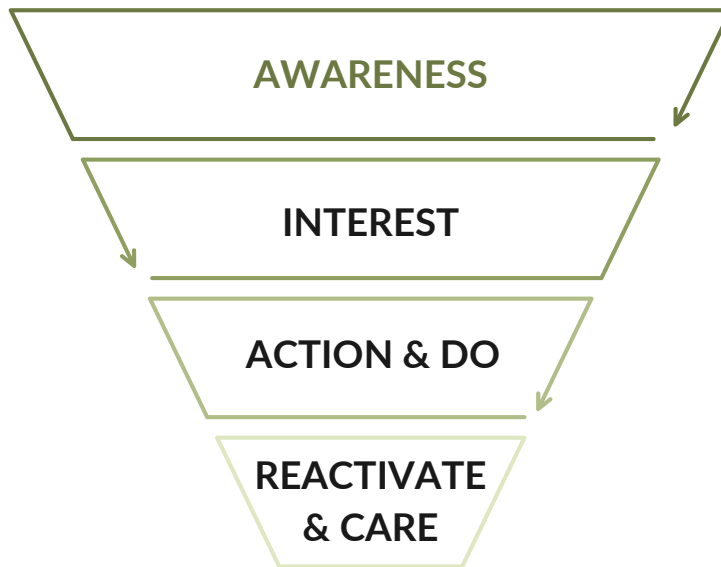 AWARENESS
INTEREST
ACTION & DO
REACTIVATE
& CARE